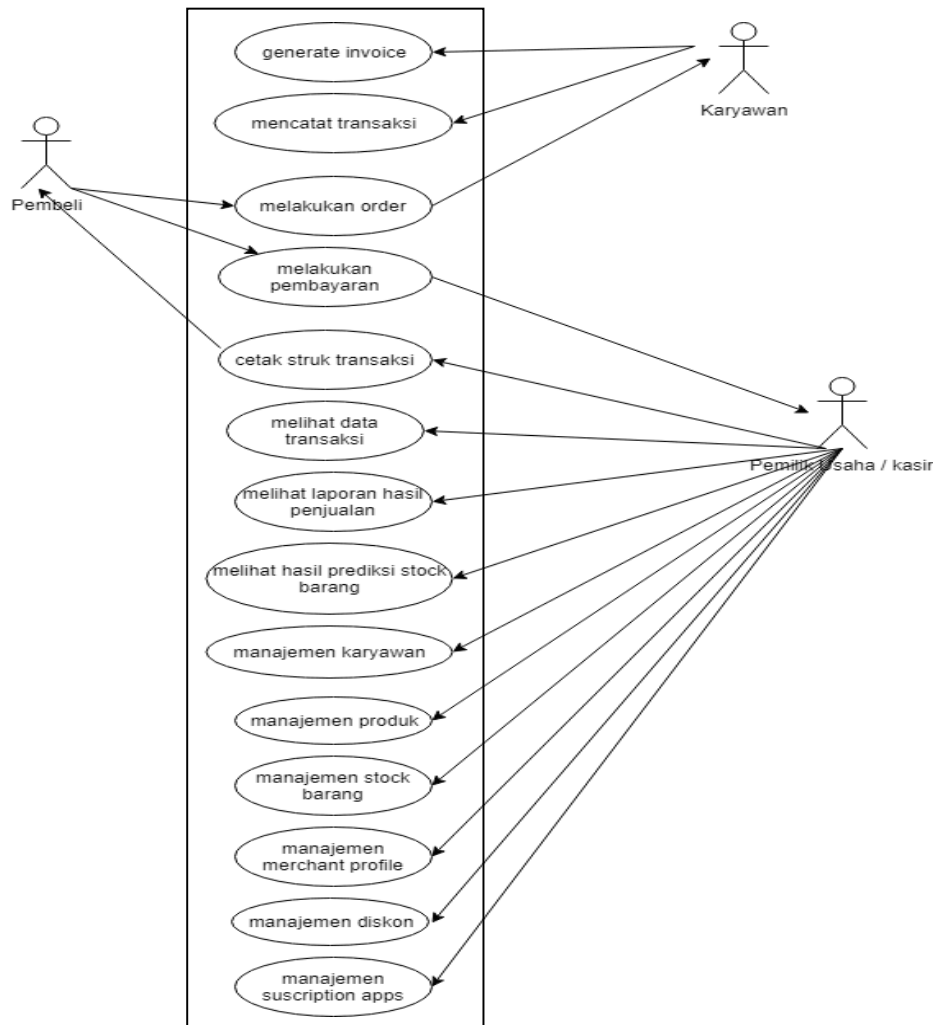 generate invoice
Karyawan
mencatat transaksi
Pembeli
melakukan order
melakukan
pembayaran
cetak struk transaksi
melihat data
transaksi
Pemilik Usaha / kasir
melihat laporan hasil
penjualan
melihat hasil prediksi stock
barang
manajemen karyawan
manajemen produk
manajemen stock
barang
manajemen
merchant profile
manajemen diskon
manajemen
suscription apps